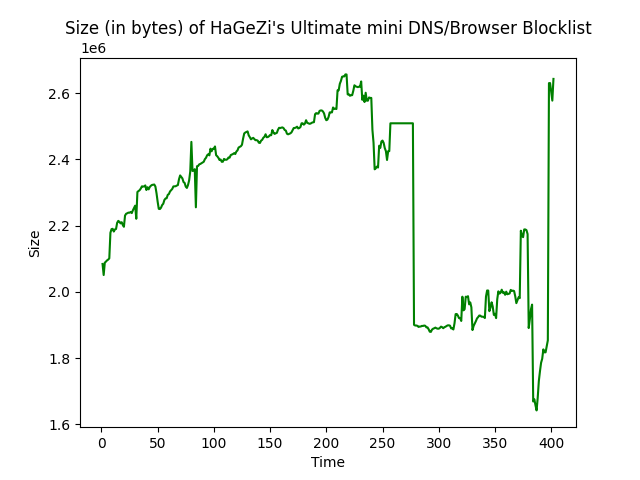 Size (in bytes) of HaGeZi's Ultimate mini DNS/Browser Blocklist
1e6
2.6
2.4
2.2
2.0
1.8
1.6
Size
0 50 100 150 200 250 300 350 400
Time